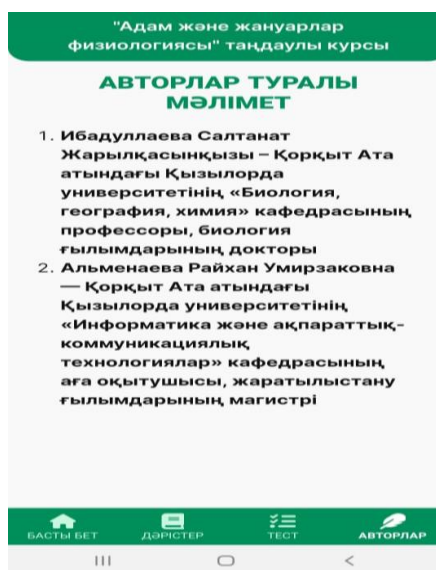 "Адам және жануарлар
физиологиясы" таңдаулы курсы
АВТОРЛАР ТУРАЛЫ
МӘЛІМЕТ
1. Ибадуллаева Салтанат
Жарылқасынқызы – Қорқыт Ата
атындағы Қызылорда
университетінің «Биология,
география, химия» кафедрасының
профессоры, биология
ғылымдарының докторы
2. Альменаева Райхан Умирзаковна
— Қорқыт Ата атындағы
Қызылорда университетінің
«Информатика және ақпараттық-
коммуникациялық
технологиялар» кафедрасының
аға оқытушысы, жаратылыстану
ғылымдарының магистрі
БАСТЫ БЕТ ДӘРІСТЕР ТЕСТ АВТОРЛАР